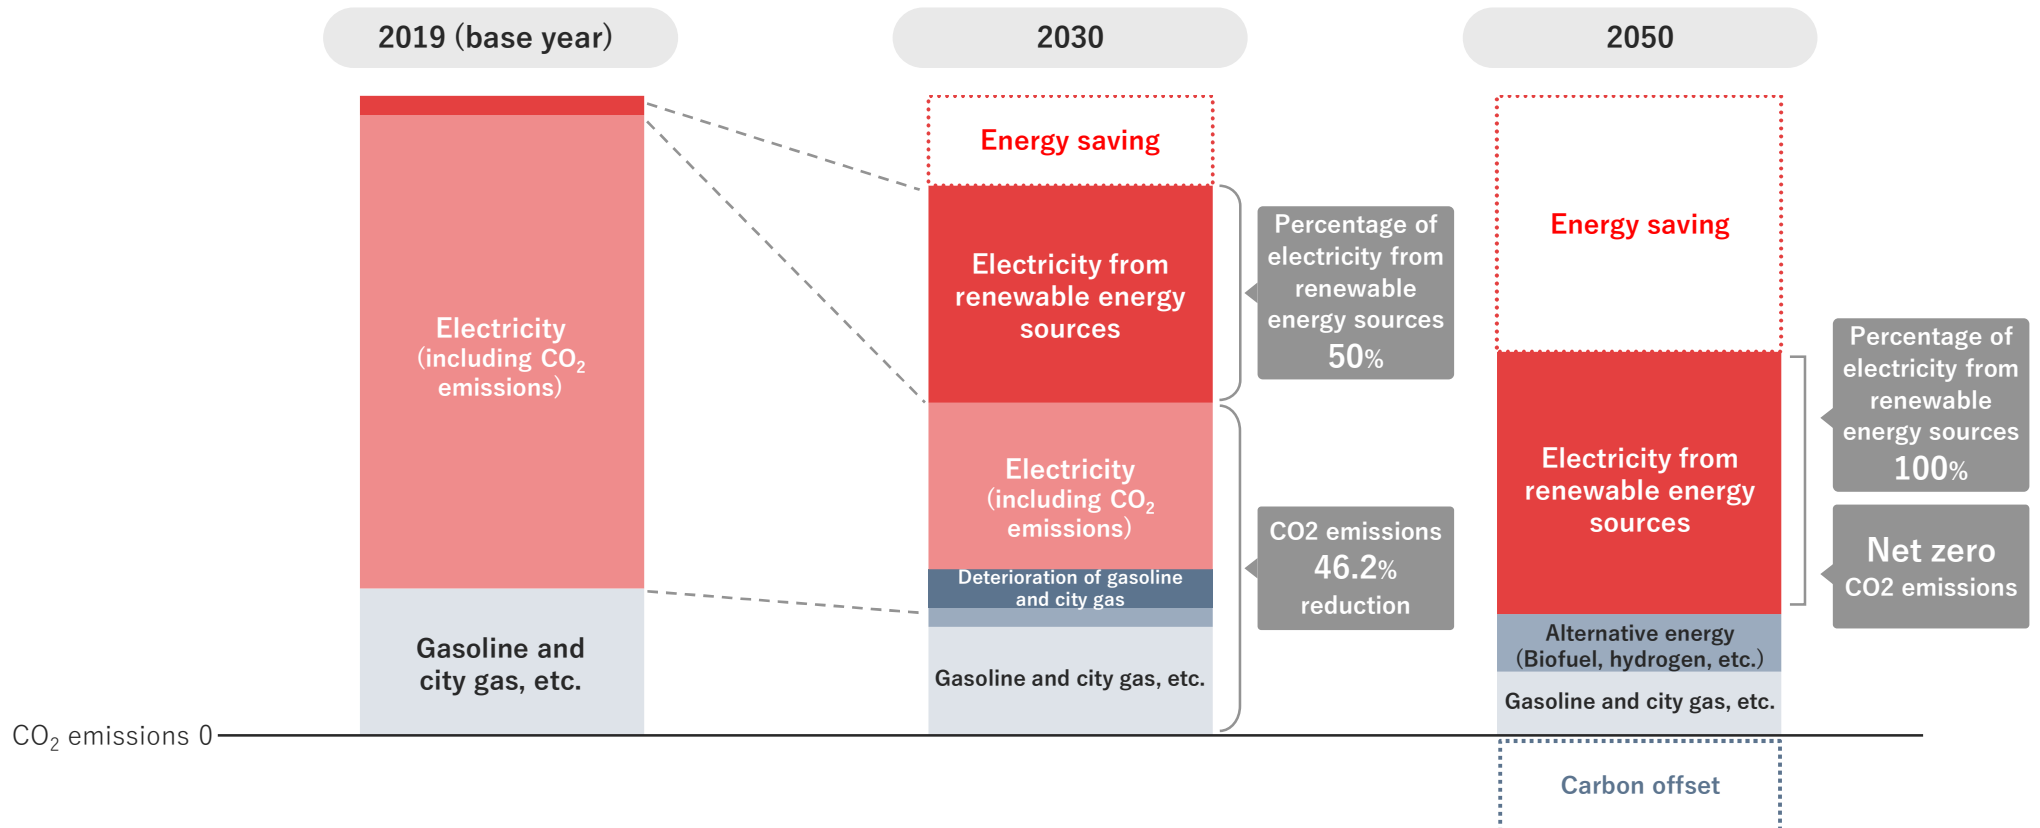 2019 (base year)
2030
2050
Electricity
(including CO₂
emissions)
Gasoline and
city gas, etc.
CO₂ emissions 0
Energy saving
Electricity from
renewable energy
sources
Electricity
(including CO₂
emissions)
Deterioration of gasoline
and city gas
Gasoline and city gas, etc.
Percentage of
electricity from
renewable
energy sources
50%
CO2 emissions
46.2%
reduction
Energy saving
Electricity from
renewable energy
sources
Alternative energy
(Biofuel, hydrogen, etc.)
Gasoline and city gas, etc.
Carbon offset
Percentage of
electricity from
renewable
energy sources
100%
Net zero
CO2 emissions